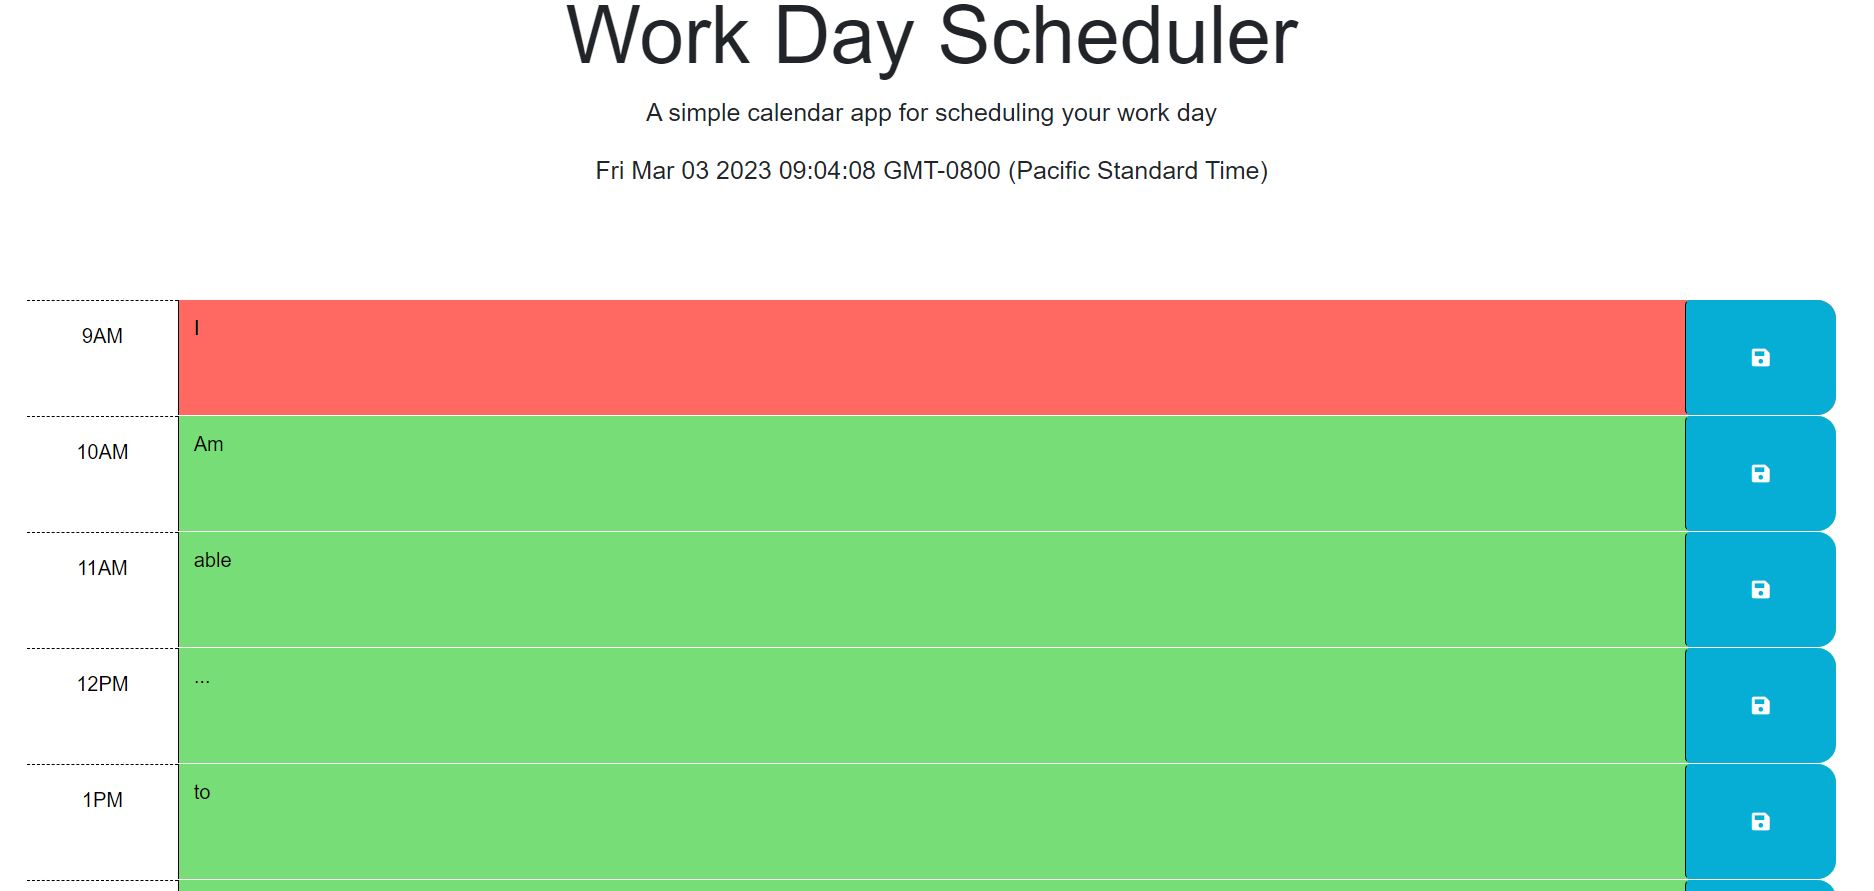 Work Day Scheduler
A simple calendar app for scheduling your work day
Fri Mar 03 2023 09:04:08 GMT-0800 (Pacific Standard Time)
9AM I
10AM Am
11AM able
12PM ...
1PM to